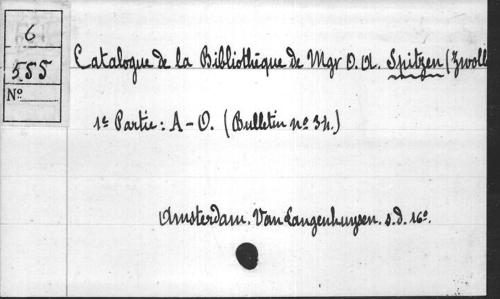 6
555
Nº
Catalogue de la Bibliothèque de Mgr O. A. Spitzen (Zwoll
1e Partie : A-O. (Bulletin nº 34.)
Amsterdam. Van Langenhuysen. s.d. 16º.